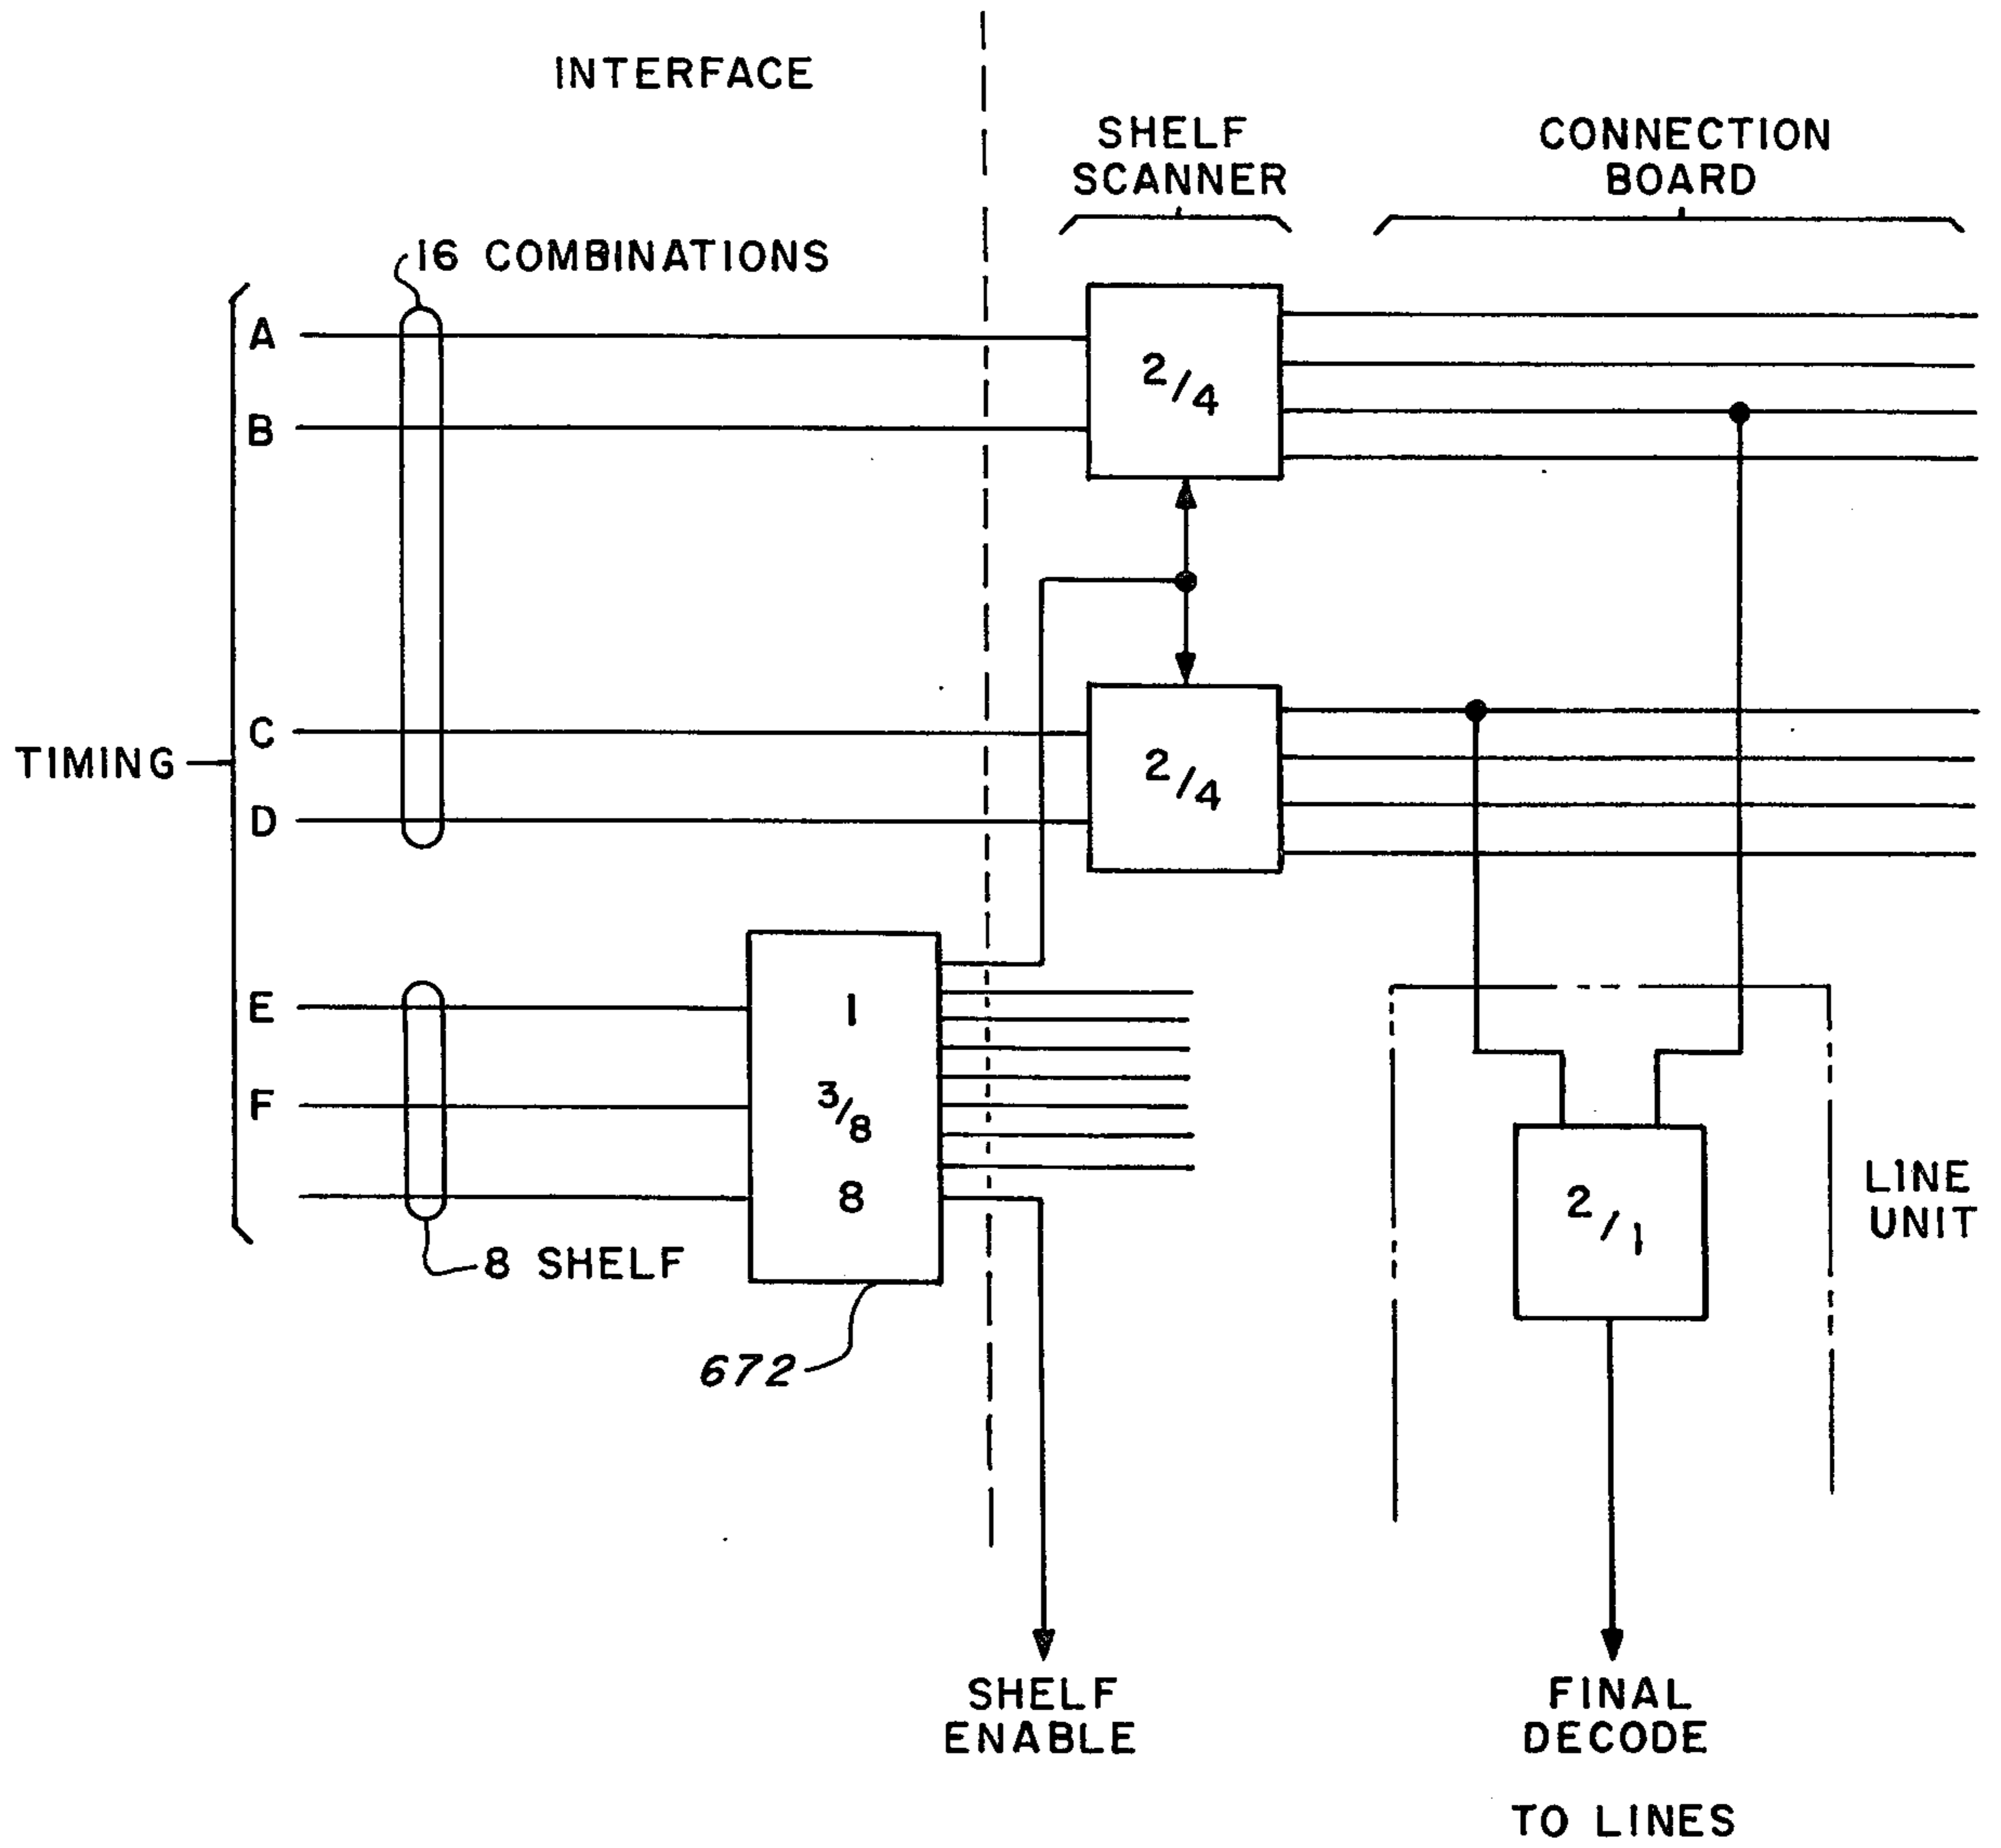 INTERFACE
SHELF
SCANNER
CONNECTION
BOARD
16 COMBINATIONS
A
B
2/4
TIMING
C
D
2/4
E
F
1
3/8
8
8 SHELF
672
2/1
LINE
UNIT
SHELF
ENABLE
FINAL
DECODE
TO LINES